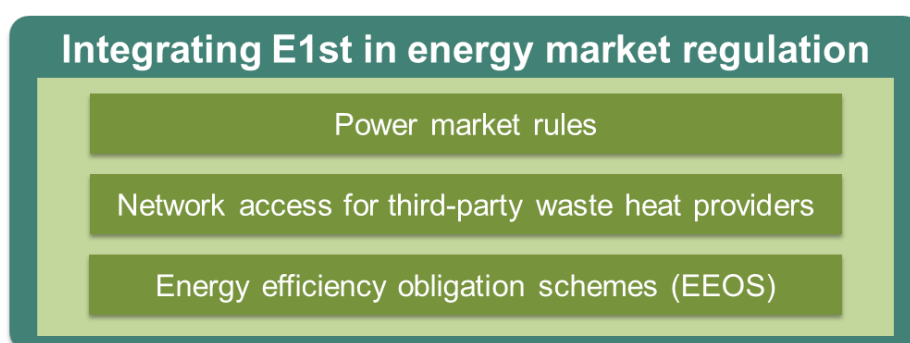 Integrating E1st in energy market regulation
Power market rules
Network access for third-party waste heat providers
Energy efficiency obligation schemes (EEOS)